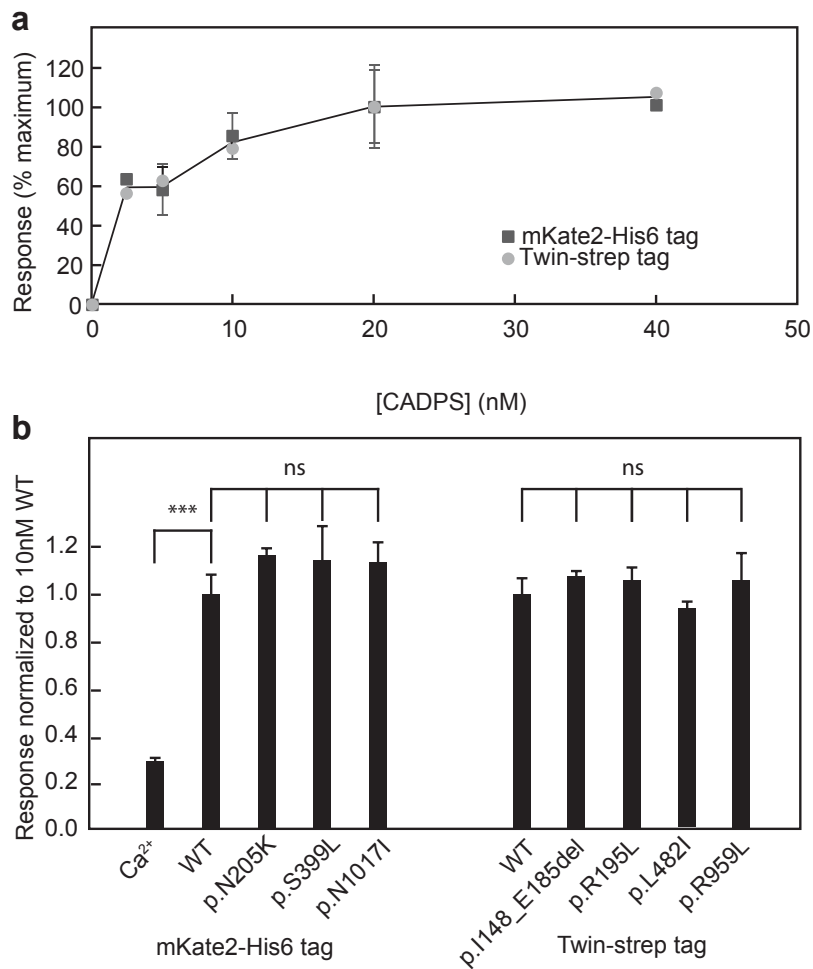 a
Response (% maximum)
120
100
80
60
40
20
0
0 10 20 30 40 50
mKate2-His6 tag
Twin-strep tag
[CADPS] (nM)
b
Response normalized to 10nM WT
ns ns
***
1.2
1.0
0.8
0.6
0.4
0.2
0.0
Ca²⁺ WT p.N205K p.S399L p.N1017I WT p.I148_E185del p.R195L p.L482I p.R959L
mKate2-His6 tag Twin-strep tag